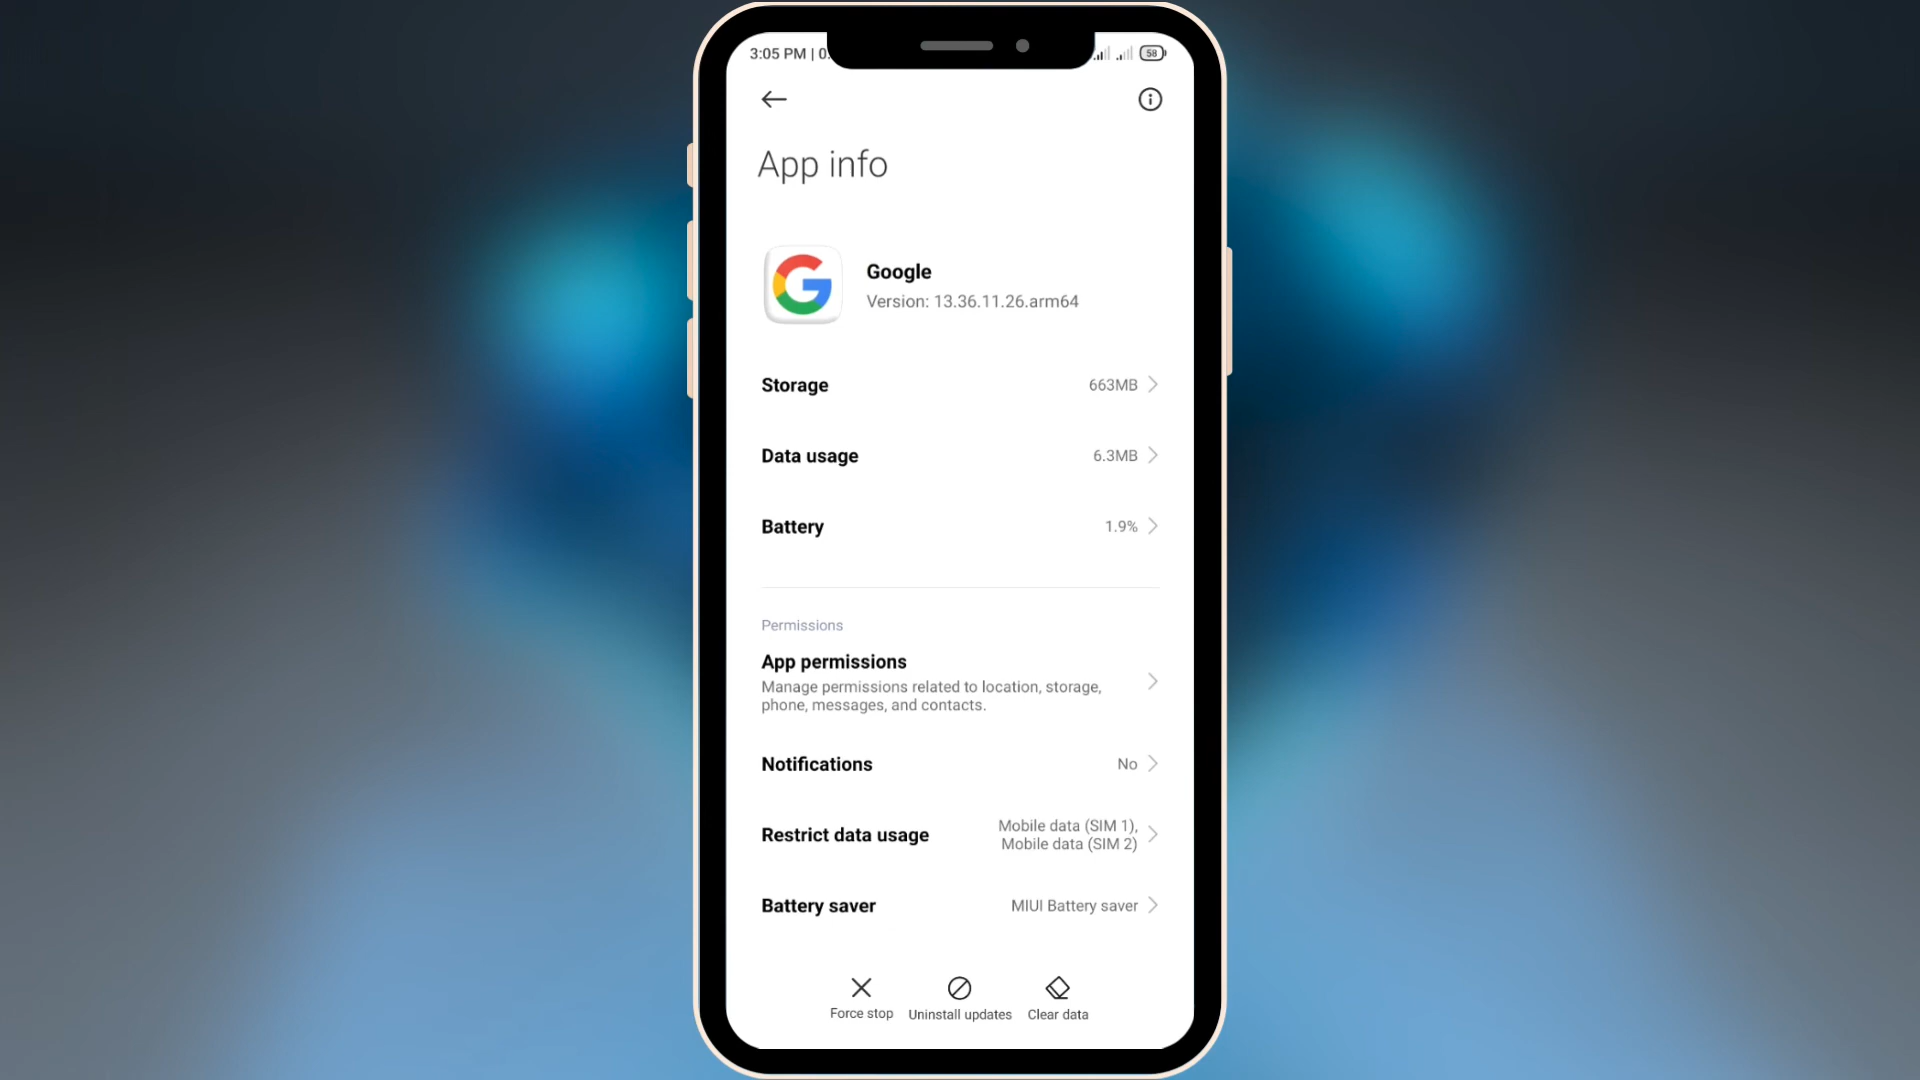 3:05 PM | 0.
58
App info
Google
Version: 13.36.11.26.arm64
Storage
663MB
Data usage
6.3MB
Battery
1.9%
Permissions
App permissions
Manage permissions related to location, storage,
phone, messages, and contacts.
Notifications
No
Restrict data usage
Mobile data (SIM 1),
Mobile data (SIM 2)
Battery saver
MIUI Battery saver
Force stop
Uninstall updates
Clear data